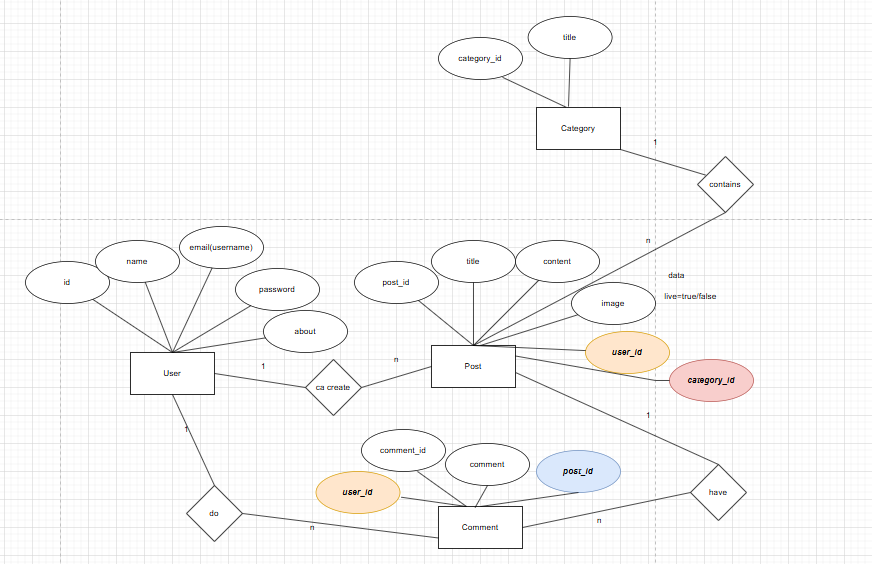 title
category_id
Category
1
contains
n
email(username)
name
id
password
about
title
content
post_id
image
data
live=true/false
user_id
category_id
User
1
ca create
n
Post
1
1
comment_id
comment
post_id
user_id
have
do
n
Comment
n